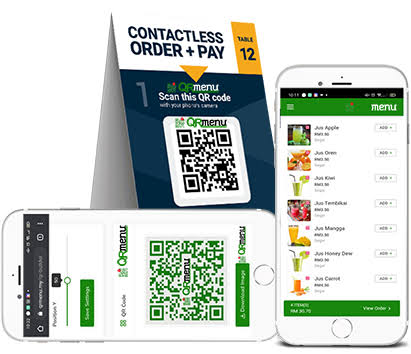 CONTACTLESS
ORDER + PAY
TABLE
12
1
QRmenu
Scan this QR code
with your phone's camera
QRmenu
menu
Jus Apple
RM3.50
ADD +
Jus Oren
RM3.50
ADD +
Jus Kiwi
RM3.50
ADD +
Jus Tembikai
RM3.50
ADD +
Jus Mangga
RM3.50
ADD +
Jus Honey Dew
RM3.50
ADD +
Jus Carrot
RM3.50
ADD +
4 ITEM(S)
RM 30.70
View Order >
Position Y
Save Settings
QRmenu
QR Code
QRmenu
Download Image